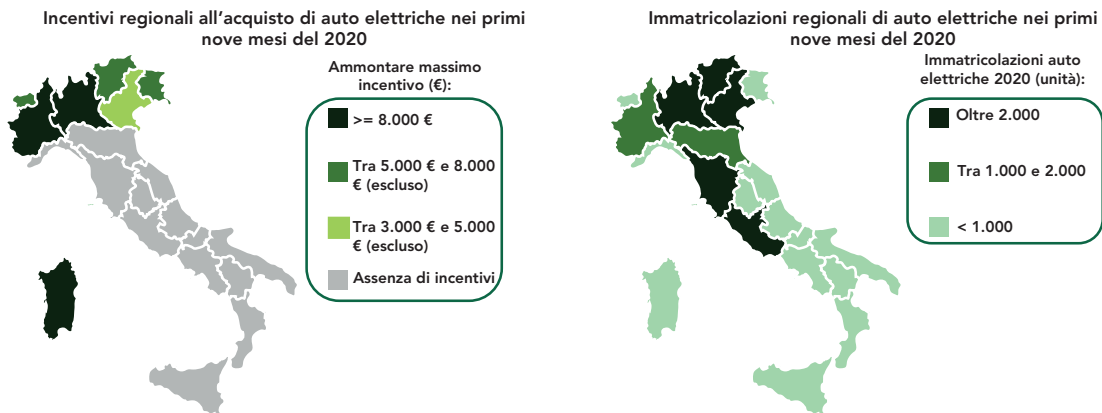 Incentivi regionali all’acquisto di auto elettriche nei primi
nove mesi del 2020
Ammontare massimo
incentivo (€):
>= 8.000 €
Tra 5.000 € e 8.000
€ (escluso)
Tra 3.000 € e 5.000
€ (escluso)
Assenza di incentivi
Immatricolazioni regionali di auto elettriche nei primi
nove mesi del 2020
Immatricolazioni auto
elettriche 2020 (unità):
Oltre 2.000
Tra 1.000 e 2.000
< 1.000